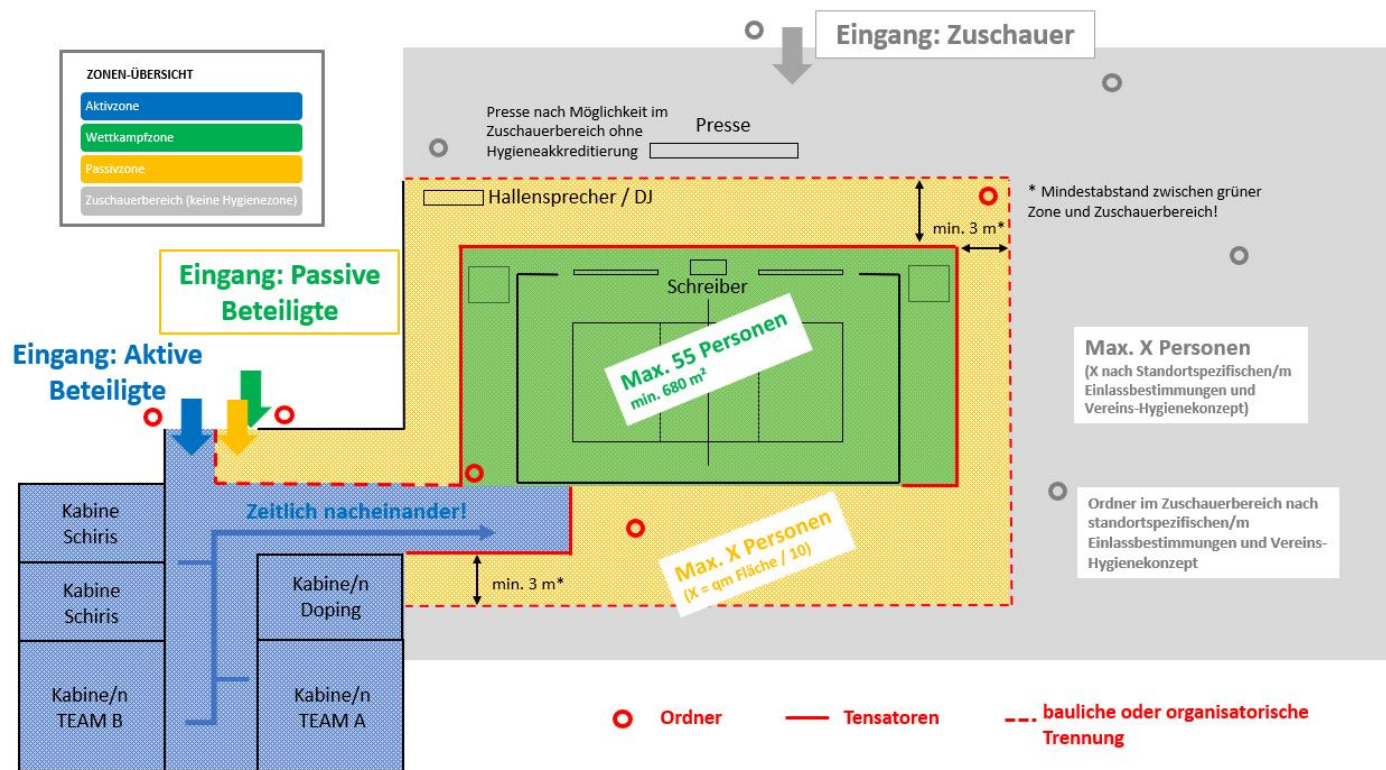 Eingang: Zuschauer
ZONEN-ÜBERSICHT
Aktivzone
Wettkampfzone
Passivzone
Zuschauerbereich (keine Hygienezone)
Presse nach Möglichkeit im
Zuschauerbereich ohne
Hygieneakkreditierung
Presse
Hallensprecher / DJ
min. 3 m*
* Mindestabstand zwischen grüner
Zone und Zuschauerbereich!
Eingang: Passive
Beteiligte
Eingang: Aktive
Beteiligte
Schreiber
Max. 55 Personen
min. 680 m²
Max. X Personen
(X nach Standortspezifischen/m
Einlassbestimmungen und
Vereins-Hygienekonzept)
Zeitlich nacheinander!
Kabine
Schiris
Kabine
Schiris
Kabine/n
Doping
min. 3 m*
Max. X Personen
(X = qm Fläche / 10)
Ordner im Zuschauerbereich nach
standortspezifischen/m
Einlassbestimmungen und Vereins-
Hygienekonzept
Kabine/n
TEAM B
Kabine/n
TEAM A
Ordner
Tensatoren
bauliche oder organisatorische
Trennung